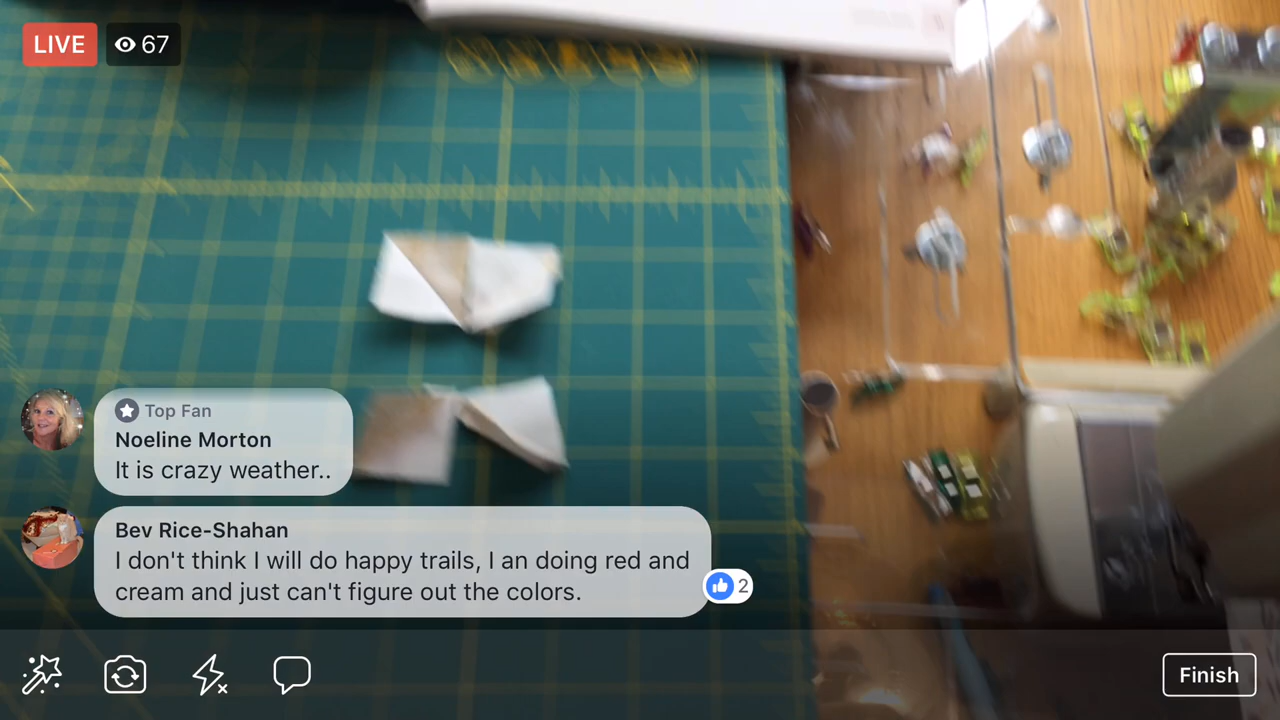 LIVE
67
Top Fan
Noeline Morton
It is crazy weather..
Bev Rice-Shahan
I don't think I will do happy trails, I an doing red and
cream and just can't figure out the colors.
2
Finish